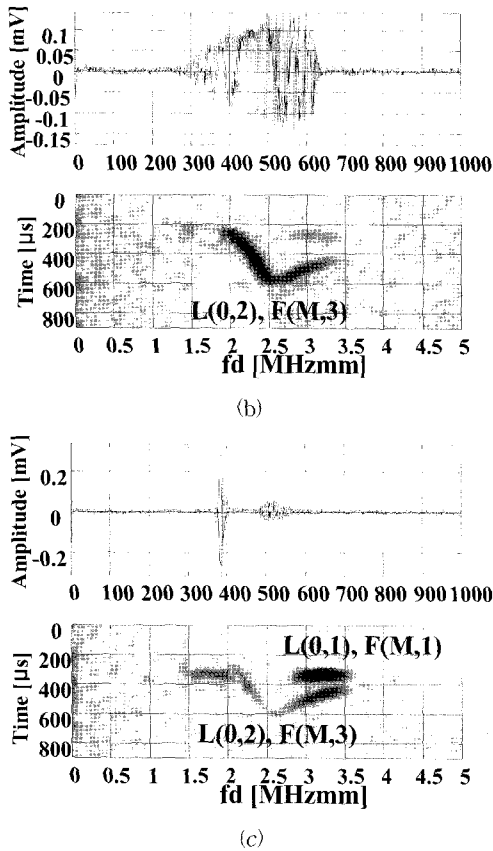 Amplitude [mV]
0.1
0.05
0
-0.05
-0.1
-0.15
0 100 200 300 400 500 600 700 800 900 1000
Time [µs]
0
200
400
600
800
L(0,2), F(M,3)
0 0.5 1 1.5 2 2.5 3 3.5 4 4.5 5
fd [MHzmm]
(b)
Amplitude [mV]
0.2
0
-0.2
0 100 200 300 400 500 600 700 800 900 1000
Time [µs]
0
200
400
600
800
L(0,1), F(M,1)
L(0,2), F(M,3)
0 0.5 1 1.5 2 2.5 3 3.5 4 4.5 5
fd [MHzmm]
(c)